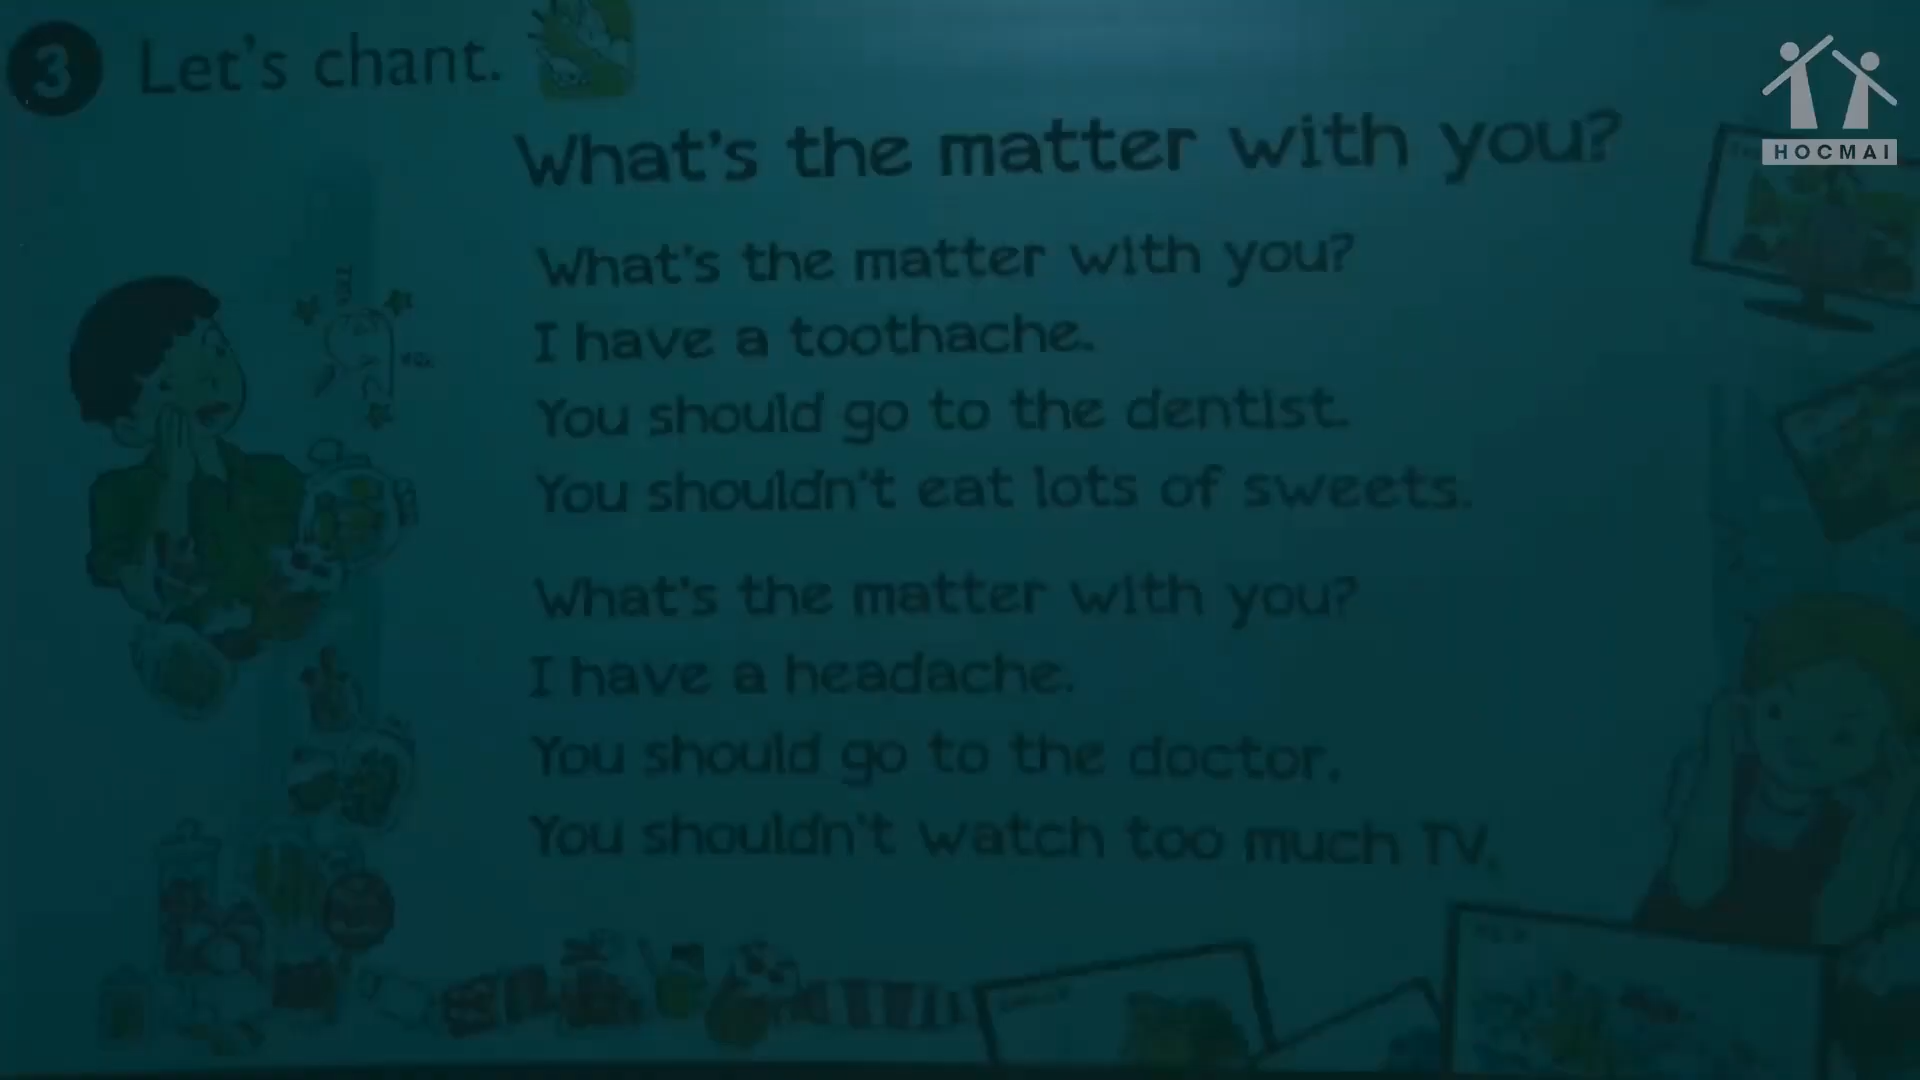 3 Let's chant.
HOCMAI
What's the matter with you?
What's the matter with you?
I have a toothache.
You should go to the dentist.
You shouldn't eat lots of sweets.
What's the matter with you?
I have a headache.
You should go to the doctor.
You shouldn't watch too much TV.